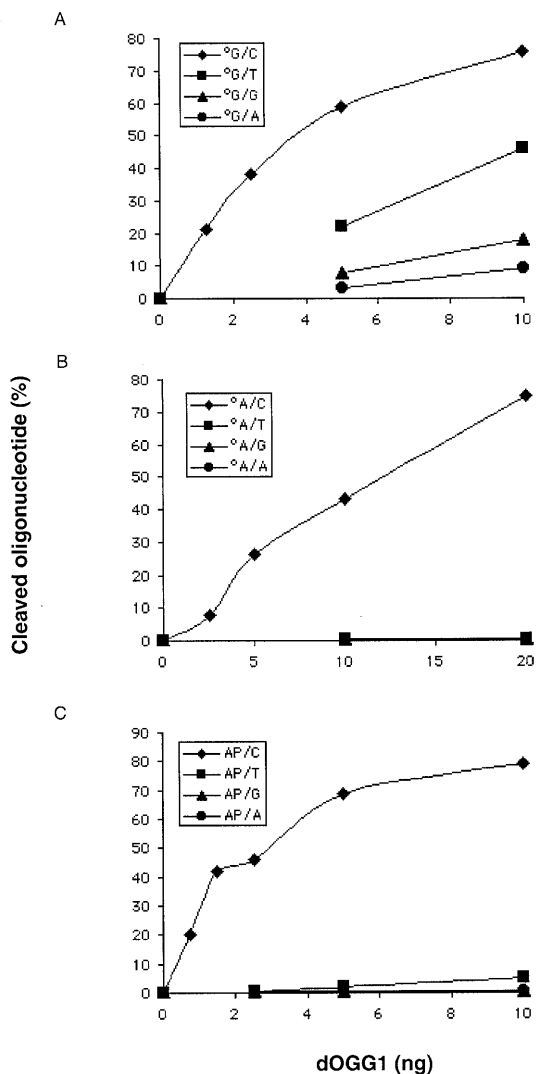 A
°G/C
°G/T
°G/G
°G/A
80
70
60
50
40
30
20
10
0
0 2 4 6 8 10
B
°A/C
°A/T
°A/G
°A/A
80
70
60
50
40
30
20
10
0
0 5 10 15 20
Cleaved oligonucleotide (%)
C
AP/C
AP/T
AP/G
AP/A
90
80
70
60
50
40
30
20
10
0
0 2 4 6 8 10
dOGG1 (ng)